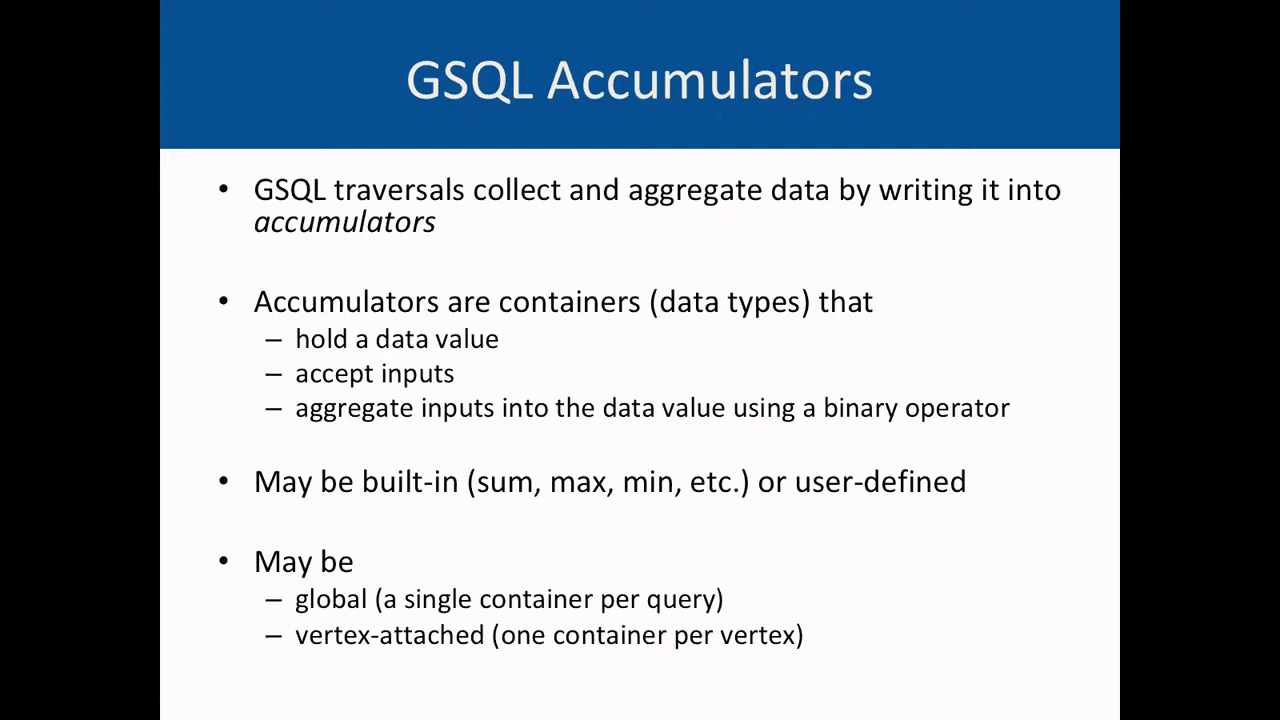 GSQL Accumulators
• GSQL traversals collect and aggregate data by writing it into
accumulators
• Accumulators are containers (data types) that
– hold a data value
– accept inputs
– aggregate inputs into the data value using a binary operator
• May be built-in (sum, max, min, etc.) or user-defined
• May be
– global (a single container per query)
– vertex-attached (one container per vertex)